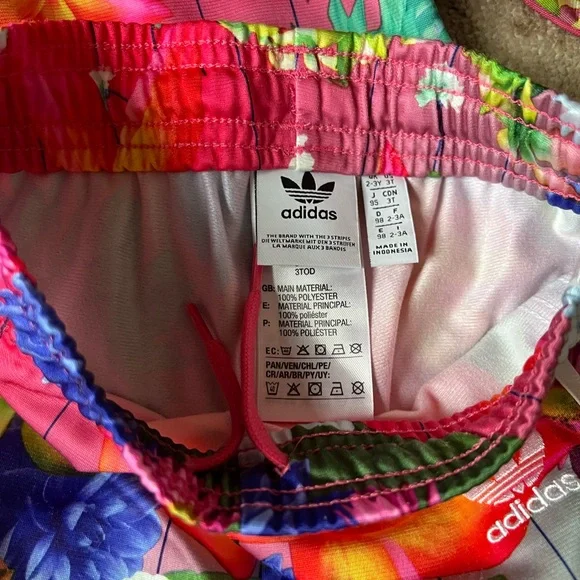 adidas
THE BRAND WITH THE 3 STRIPES
DIE WELTMARKE MIT DEN 3 STREIFEN
LA MARQUE AUX 3 BANDES
3TOD
GB: MAIN MATERIAL:
100% POLYESTER
E: MATERIAL PRINCIPAL:
100% poliéster
P: MATERIAL PRINCIPAL:
100% POLIÉSTER
EC:
PAN/VEN/CHL/PE/
CR/AR/BR/PY/UY:
UK US
2-3Y 3T
J CDN
95 3T
D F
98 2-3A
E I
98 2-3A
MADE IN
INDONESIA
adidas